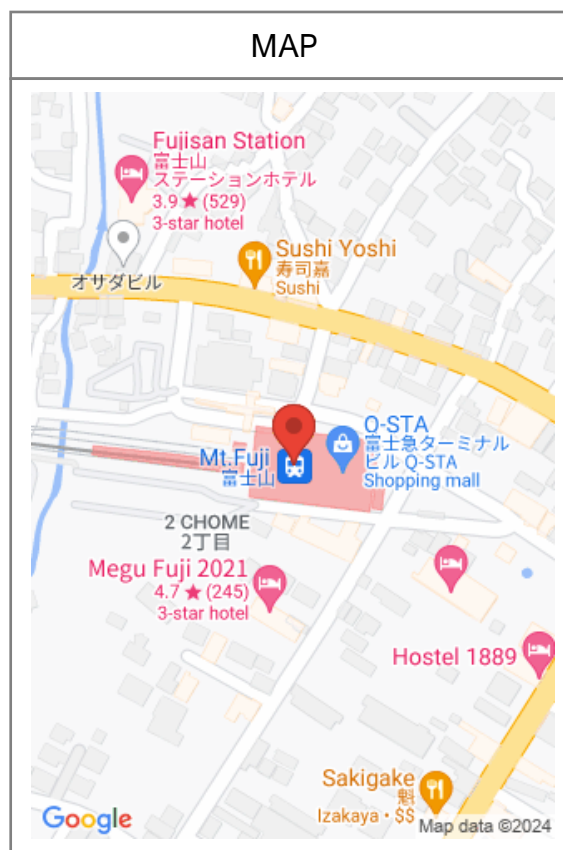 MAP
Fujisan Station
富士山
ステーションホテル
3.9 ★ (529)
3-star hotel
オサダビル
Sushi Yoshi
寿司嘉
Sushi
Mt.Fuji
富士山
Q-STA
富士急ターミナル
ビル Q-STA
Shopping mall
2 CHOME
2丁目
Megu Fuji 2021
4.7 ★ (245)
3-star hotel
Hostel 1889
Sakigake
魁
Izakaya • $$
Google
Map data ©2024